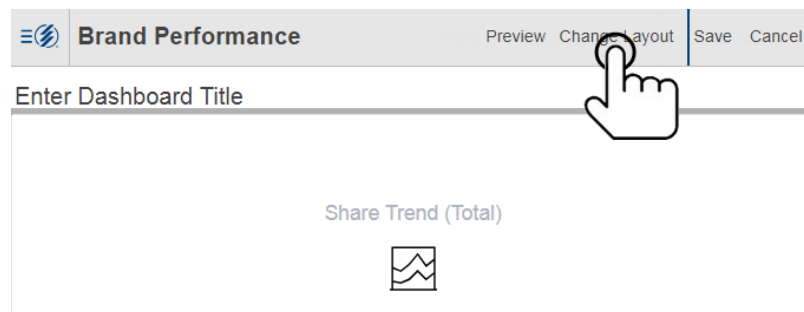 Brand Performance Preview Change Layout Save Cancel
Enter Dashboard Title
Share Trend (Total)